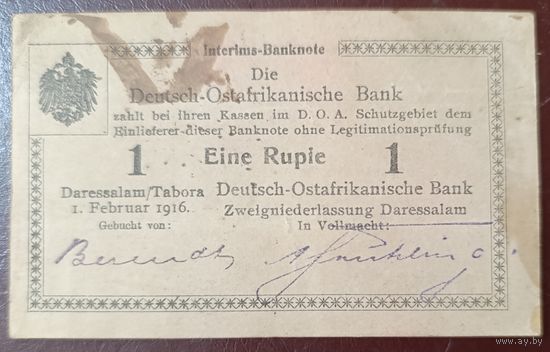 Interims-Banknote
Die
Deutsch-Ostafrikanische Bank
zahlt bei ihren Kassen im D. O. A. Schutzgebiet dem
Einlieferer dieser Banknote ohne Legitimationsprüfung
1 Eine Rupie 1
Daressalam/Tabora Deutsch-Ostafrikanische Bank
1. Februar 1916. Zweigniederlassung Daressalam
Gebucht von: In Vollmacht:
Berendt
www.ay.by